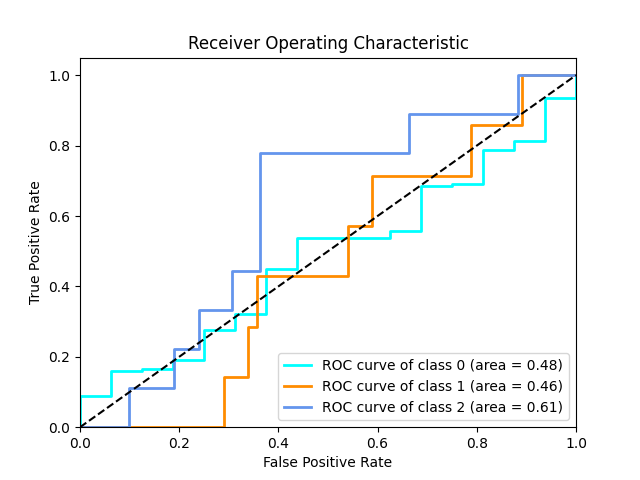 Receiver Operating Characteristic
True Positive Rate
1.0
0.8
0.6
0.4
0.2
0.0
ROC curve of class 0 (area = 0.48)
ROC curve of class 1 (area = 0.46)
ROC curve of class 2 (area = 0.61)
0.0 0.2 0.4 0.6 0.8 1.0
False Positive Rate